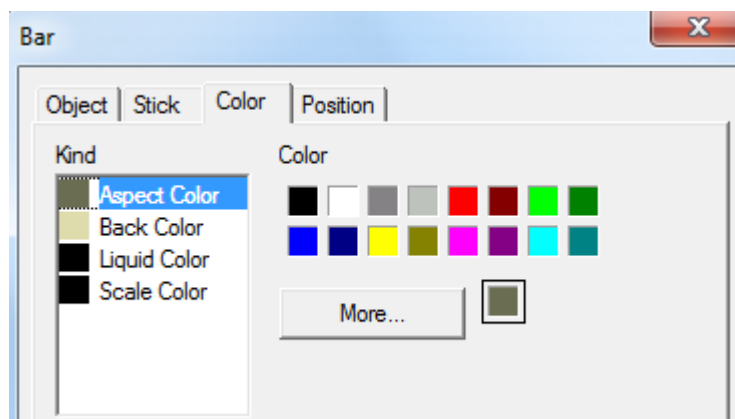 Bar
X
Object Stick Color Position
Kind
Color
Aspect Color
Back Color
Liquid Color
Scale Color
More...